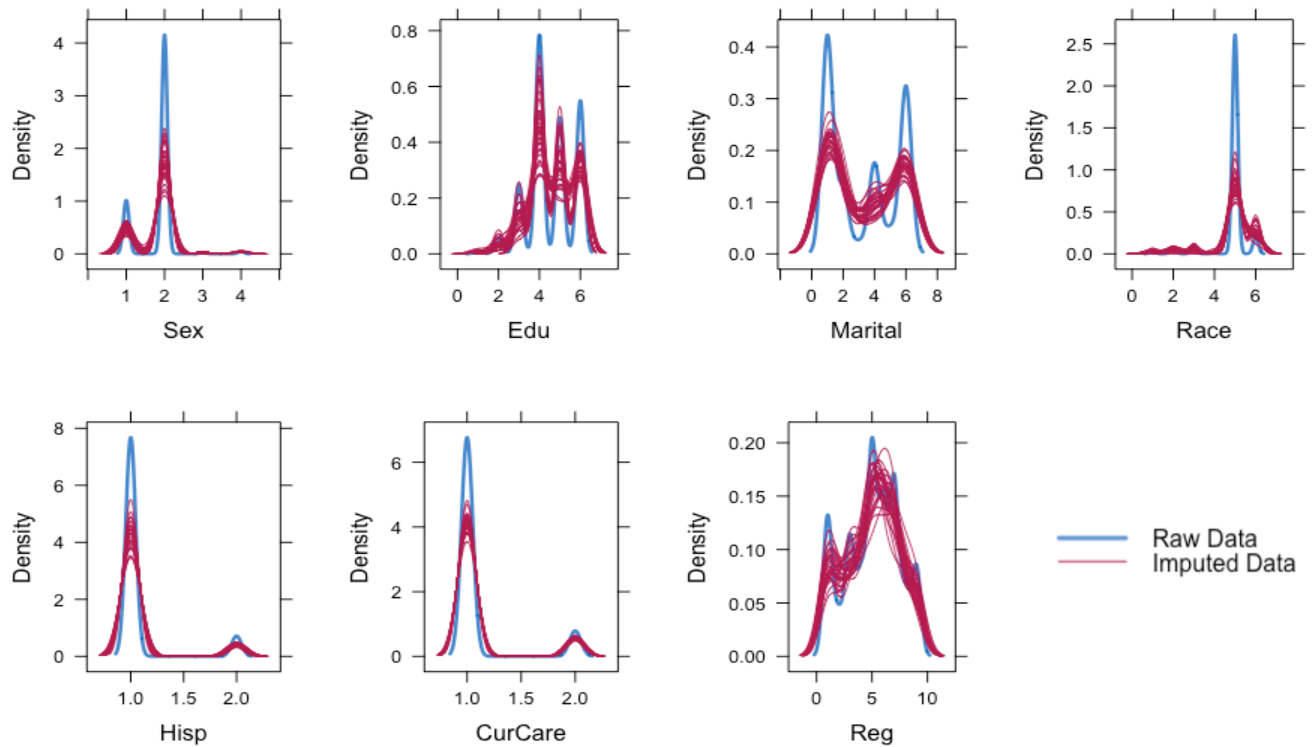 Density
4
3
2
1
0
1 2 3 4
Sex
Density
0.8
0.6
0.4
0.2
0.0
0 2 4 6
Edu
Density
0.4
0.3
0.2
0.1
0.0
0 2 4 6 8
Marital
Density
2.5
2.0
1.5
1.0
0.5
0.0
0 2 4 6
Race
Density
8
6
4
2
0
1.0 1.5 2.0
Hisp
Density
6
4
2
0
1.0 1.5 2.0
CurCare
Density
0.20
0.15
0.10
0.05
0.00
0 5 10
Reg
Raw Data
Imputed Data